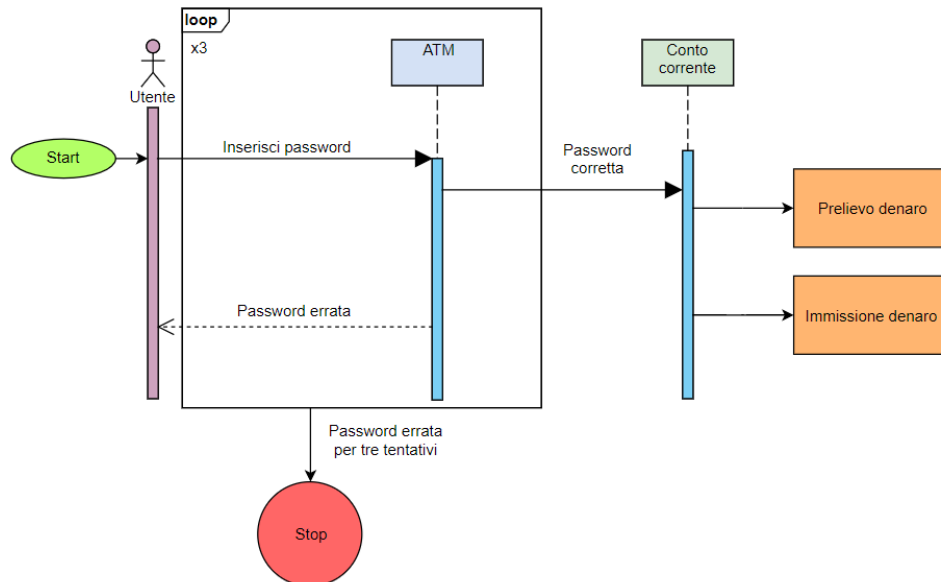 loop
x3
ATM
Conto
corrente
Utente
Start
Inserisci password
Password
corretta
Prelievo denaro
Password errata
Immissione denaro
Password errata
per tre tentativi
Stop